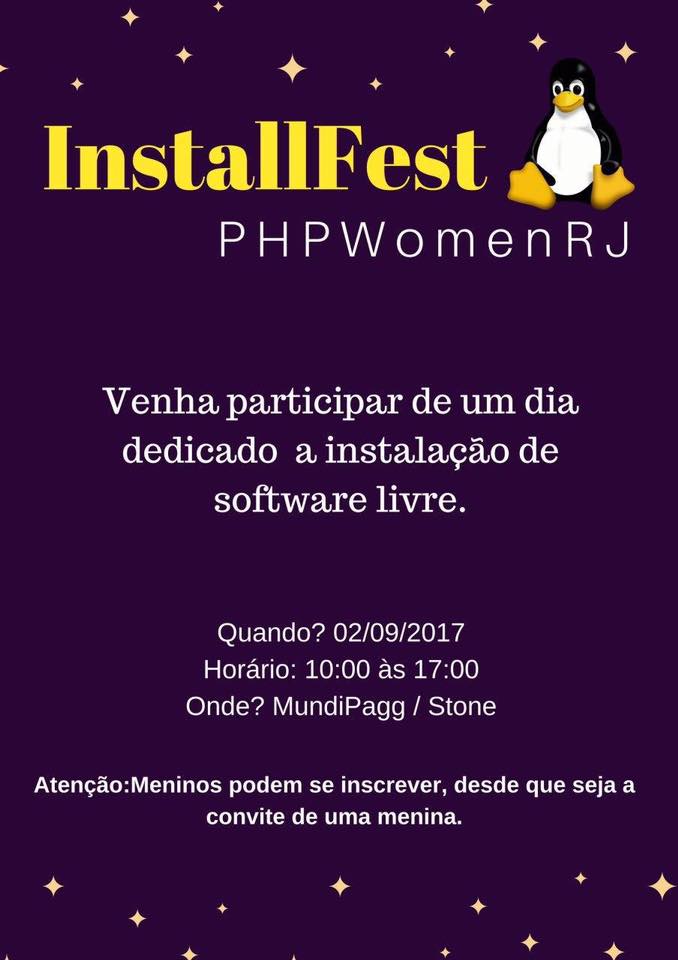 InstallFest
PHPWomenRJ
Venha participar de um dia
dedicado a instalação de
software livre.
Quando? 02/09/2017
Horário: 10:00 às 17:00
Onde? MundiPagg / Stone
Atenção:Meninos podem se inscrever, desde que seja a
convite de uma menina.